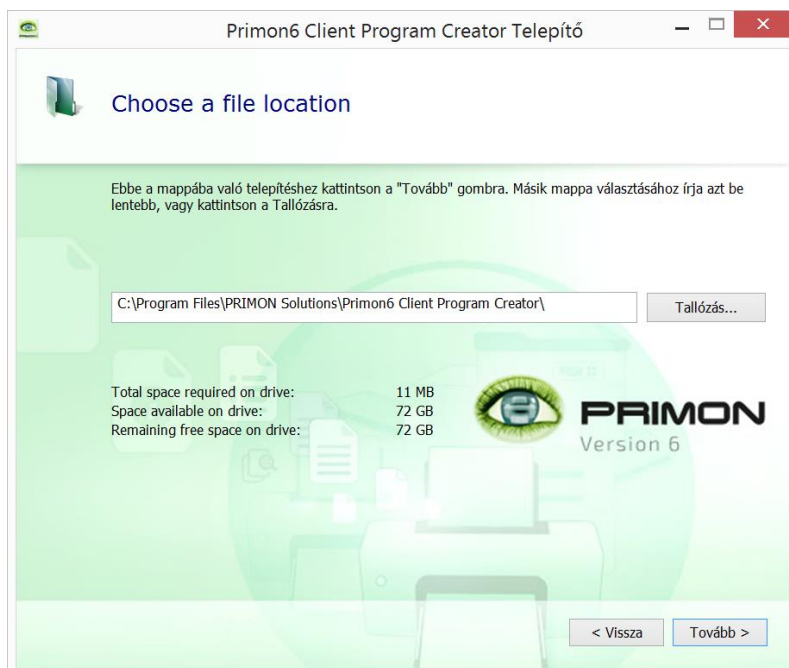 Primon6 Client Program Creator Telepítő
Choose a file location
Ebbe a mappába való telepítéshez kattintson a "Tovább" gombra. Másik mappa választásához írja azt be
lentebb, vagy kattintson a Tallózásra.
C:\Program Files\PRIMON Solutions\Primon6 Client Program Creator\
Tallózás...
Total space required on drive: 11 MB
Space available on drive: 72 GB
Remaining free space on drive: 72 GB
PRIMON
Version 6
< Vissza
Tovább >